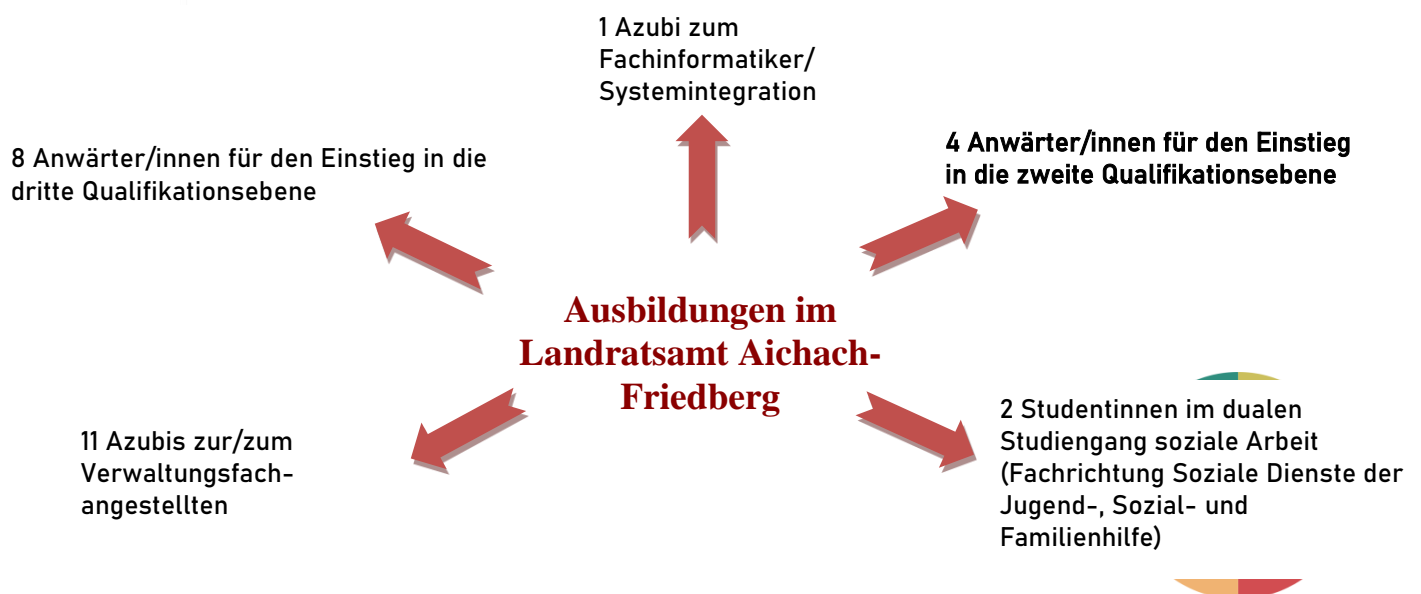 1 Azubi zum
Fachinformatiker/
Systemintegration
8 Anwärter/innen für den Einstieg in die
dritte Qualifikationsebene
4 Anwärter/innen für den Einstieg
in die zweite Qualifikationsebene
Ausbildungen im
Landratsamt Aichach-
Friedberg
11 Azubis zur/zum
Verwaltungsfach-
angestellten
2 Studentinnen im dualen
Studiengang soziale Arbeit
(Fachrichtung Soziale Dienste der
Jugend-, Sozial- und
Familienhilfe)